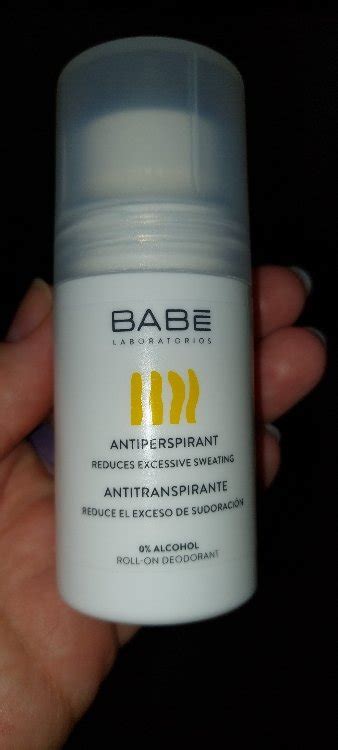 BABĒ
LABORATORIOS
ANTIPERSPIRANT
REDUCES EXCESSIVE SWEATING
ANTITRANSPIRANTE
REDUCE EL EXCESO DE SUDORACIÓN
0% ALCOHOL
ROLL-ON DEODORANT